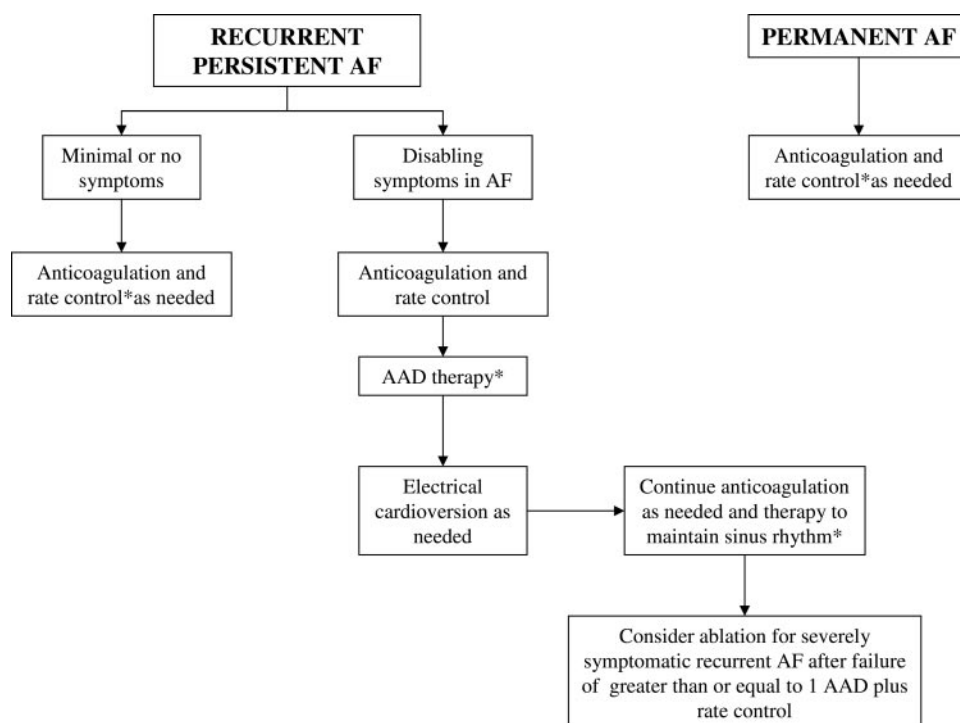 RECURRENT
PERSISTENT AF
PERMANENT AF
Minimal or no
symptoms
Disabling
symptoms in AF
Anticoagulation and
rate control*as needed
Anticoagulation and
rate control*as needed
Anticoagulation and
rate control
AAD therapy*
Electrical
cardioversion as
needed
Continue anticoagulation
as needed and therapy to
maintain sinus rhythm*
Consider ablation for severely
symptomatic recurrent AF after failure
of greater than or equal to 1 AAD plus
rate control